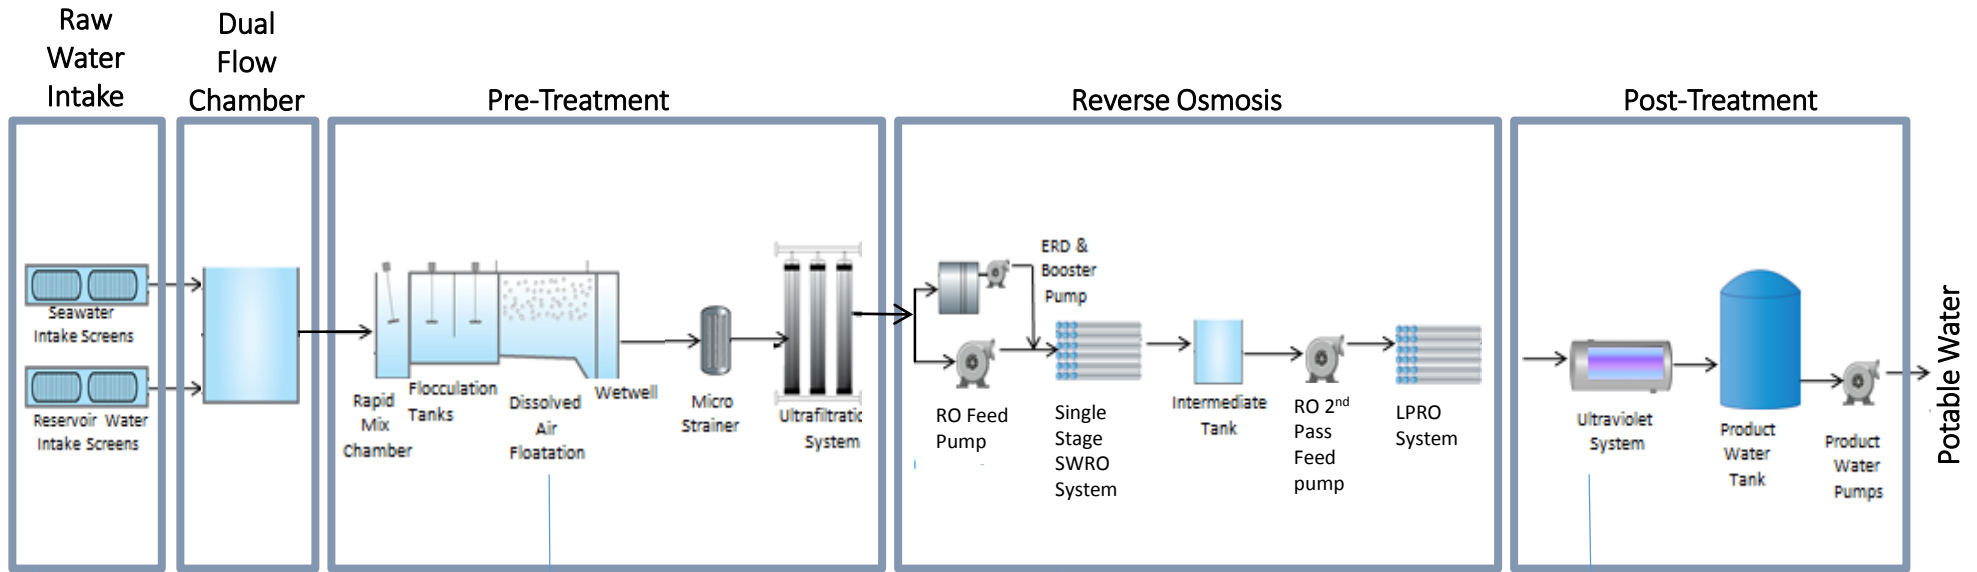 Raw
Water
Intake
Dual
Flow
Chamber
Pre-Treatment
Reverse Osmosis
Post-Treatment
Seawater
Intake Screens
Reservoir Water
Intake Screens
Rapid
Mix
Chamber
Flocculation
Tanks
Dissolved
Air
Floatation
Wetwell
Micro
Strainer
Ultrafiltratic
System
ERD &
Booster
Pump
RO Feed
Pump
Single
Stage
SWRO
System
Intermediate
Tank
RO 2nd
Pass
Feed
pump
LPRO
System
Ultraviolet
System
Product
Water
Tank
Product
Water
Pumps
Potable Water